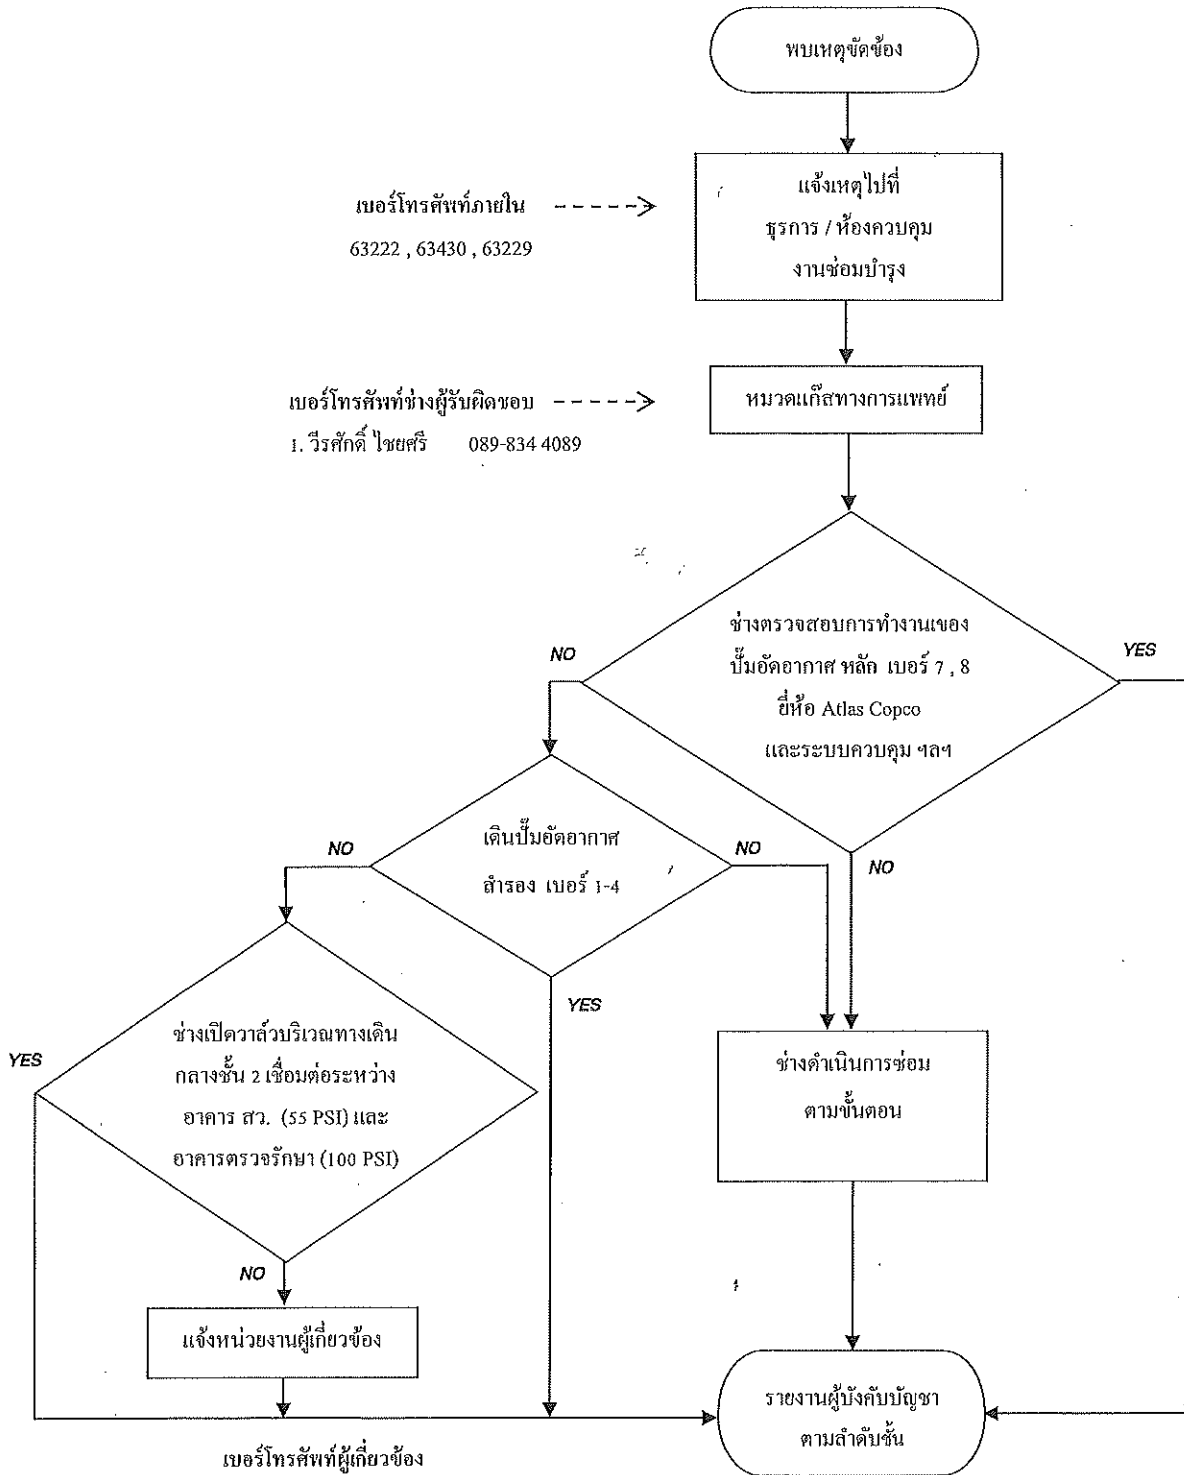 พบเหตุขัดข้อง
แจ้งเหตุไปที่
ธุรการ / ห้องควบคุม
งานซ่อมบำรุง
เบอร์โทรศัพท์ภายใน
63222 , 63430 , 63229
หมวดแก๊สทางการแพทย์
เบอร์โทรศัพท์ช่างผู้รับผิดชอบ
1. วีรศักดิ์ ไชยศรี 089-834 4089
ช่างตรวจสอบการทำงานเของ
ปั๊มอัดอากาศ หลัก เบอร์ 7 , 8
ยี่ห้อ Atlas Copco
และระบบควบคุม ฯลฯ
NO
YES
NO
เดินปั๊มอัดอากาศ
สำรอง เบอร์ 1-4
NO
NO
YES
ช่างเปิดวาล์วบริเวณทางเดิน
กลางชั้น 2 เชื่อมต่อระหว่าง
อาคาร สว. (55 PSI) และ
อาคารตรวจรักษา (100 PSI)
YES
NO
ช่างดำเนินการซ่อม
ตามขั้นตอน
แจ้งหน่วยงานผู้เกี่ยวข้อง
รายงานผู้บังคับบัญชา
ตามลำดับชั้น
เบอร์โทรศัพท์ผู้เกี่ยวข้อง